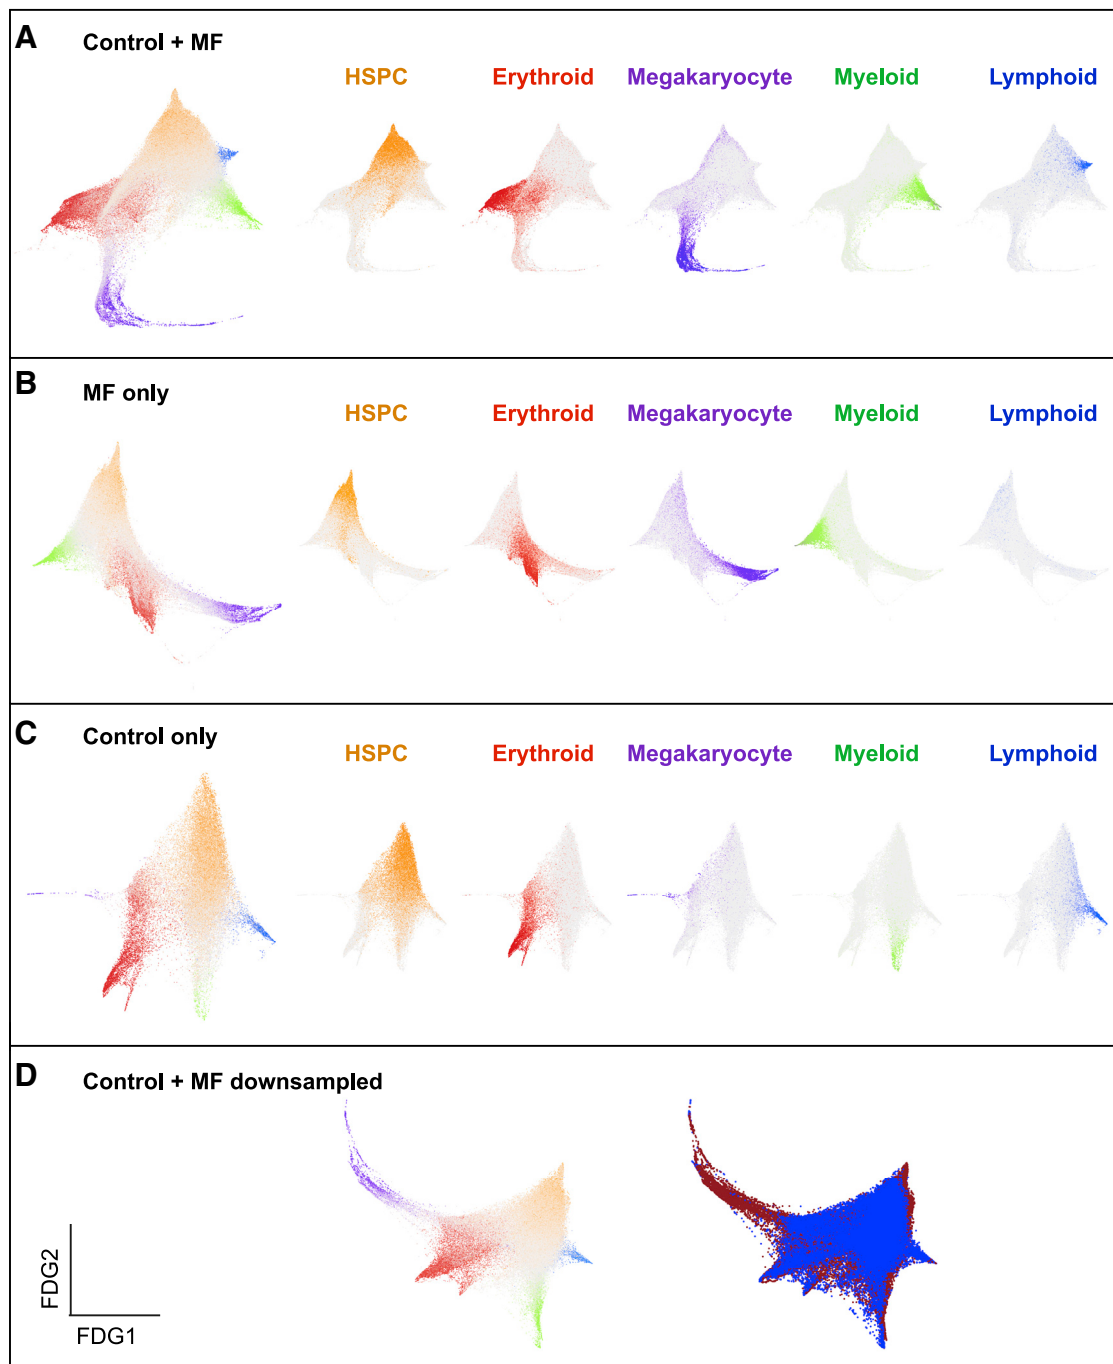 A Control + MF
HSPC Erythroid Megakaryocyte Myeloid Lymphoid
B MF only
HSPC Erythroid Megakaryocyte Myeloid Lymphoid
C Control only
HSPC Erythroid Megakaryocyte Myeloid Lymphoid
D Control + MF downsampled
FDG2
FDG1